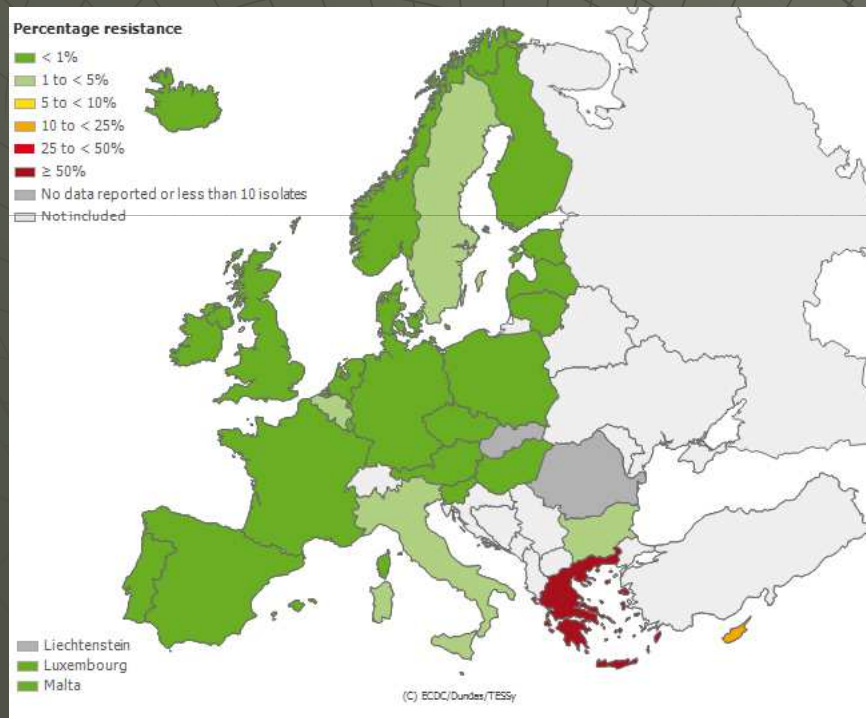 Percentage resistance
< 1%
1 to < 5%
5 to < 10%
10 to < 25%
25 to < 50%
≥ 50%
No data reported or less than 10 isolates
Not included
Liechtenstein
Luxembourg
Malta
(C) ECDC/Dundas/TESSy